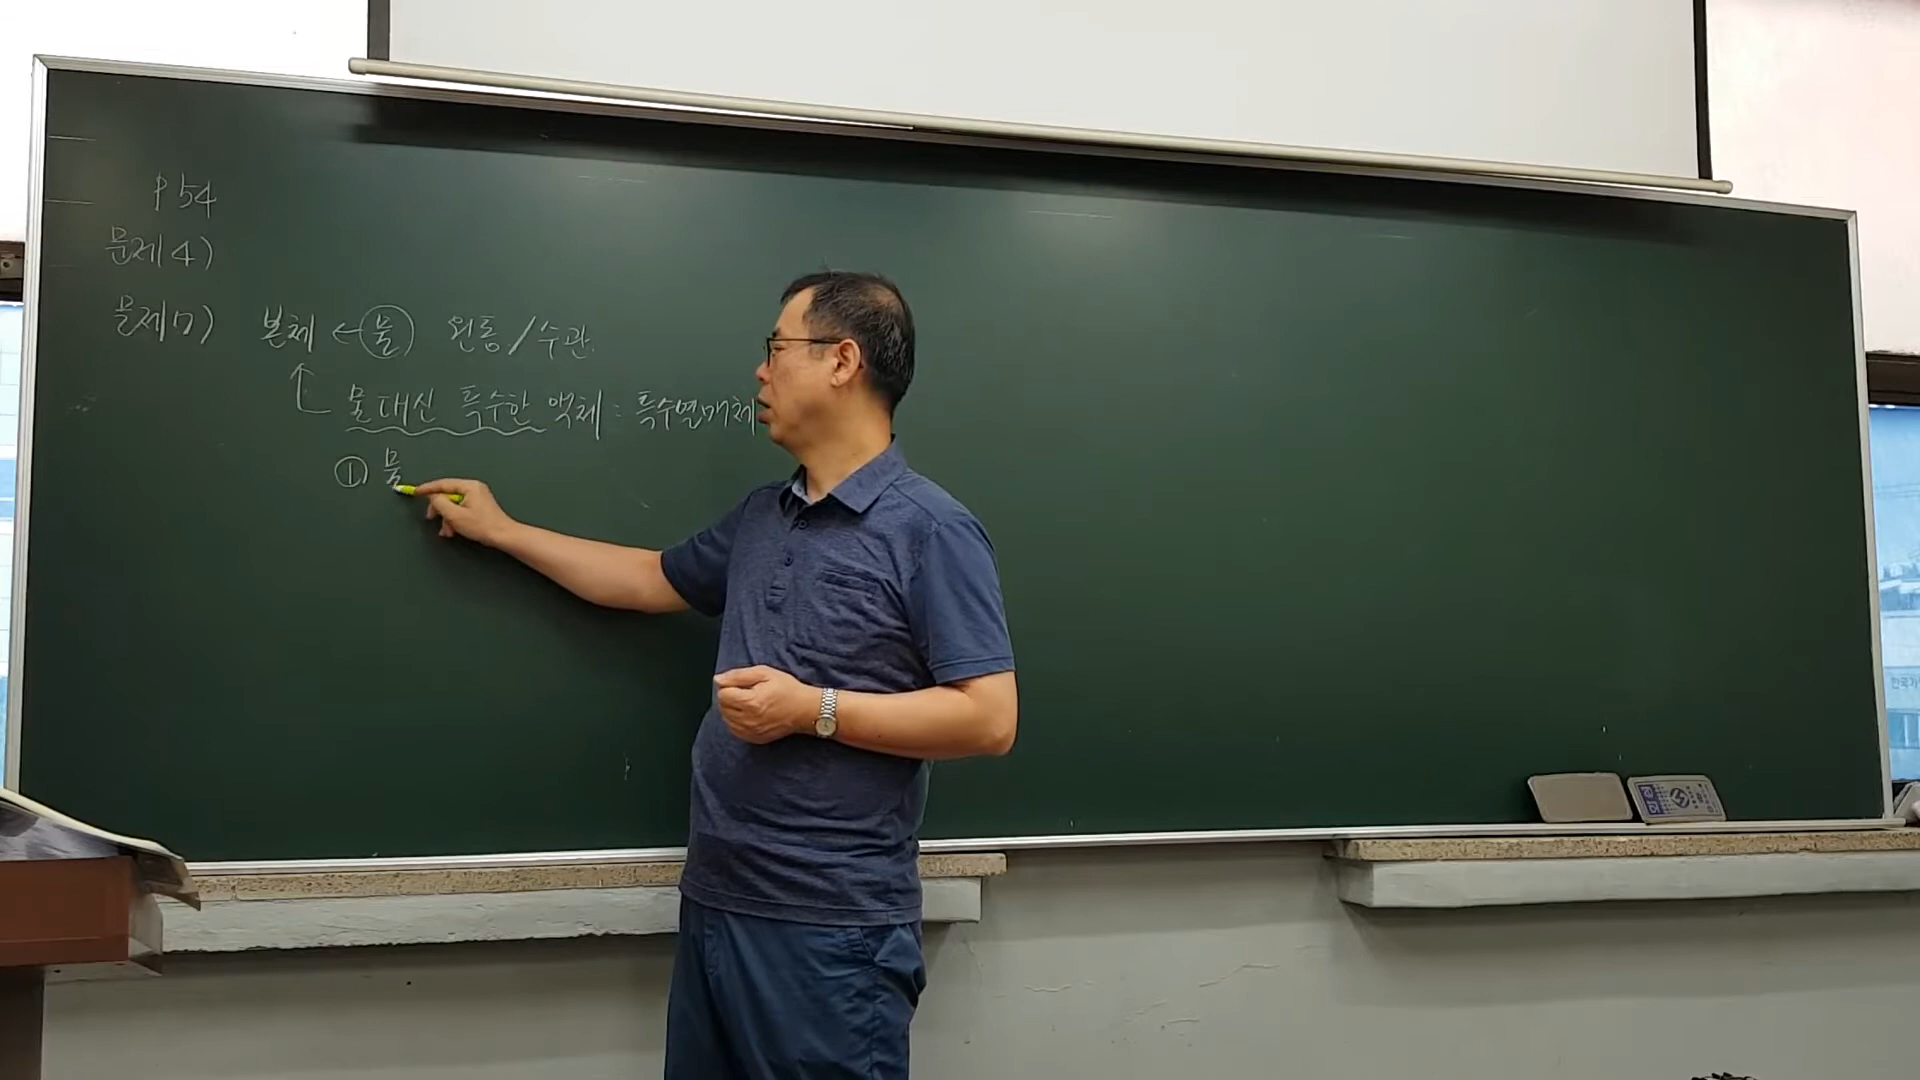 P 54
문제4)
문제7) 본체 ← 물 원통 / 수관.
물대신 특수한 액체 : 특수열매체
① 물